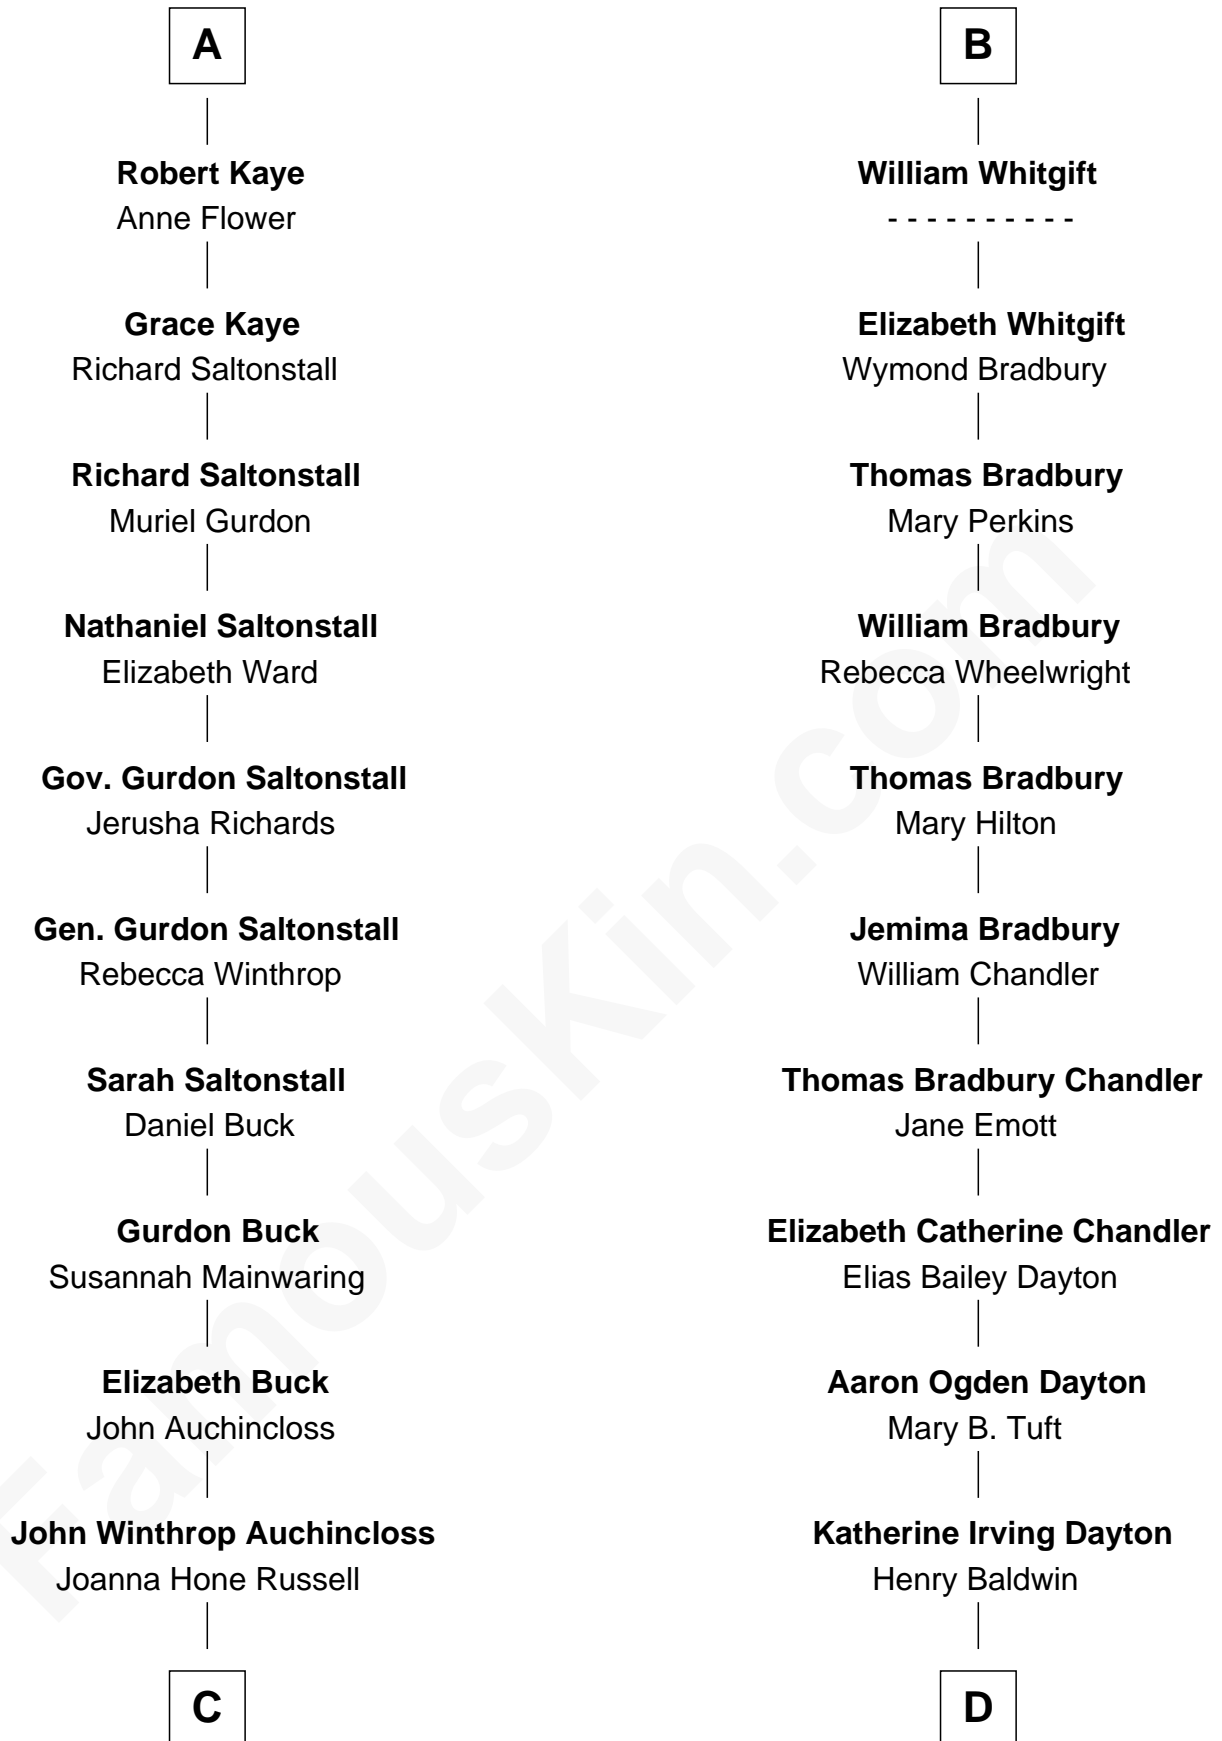 A
Robert Kaye
Anne Flower
Grace Kaye
Richard Saltonstall
Richard Saltonstall
Muriel Gurdon
Nathaniel Saltonstall
Elizabeth Ward
Gov. Gurdon Saltonstall
Jerusha Richards
Gen. Gurdon Saltonstall
Rebecca Winthrop
Sarah Saltonstall
Daniel Buck
Gurdon Buck
Susannah Mainwaring
Elizabeth Buck
John Auchincloss
John Winthrop Auchincloss
Joanna Hone Russell
C
B
William Whitgift
- - - - - - - - - -
Elizabeth Whitgift
Wymond Bradbury
Thomas Bradbury
Mary Perkins
William Bradbury
Rebecca Wheelwright
Thomas Bradbury
Mary Hilton
Jemima Bradbury
William Chandler
Thomas Bradbury Chandler
Jane Emott
Elizabeth Catherine Chandler
Elias Bailey Dayton
Aaron Ogden Dayton
Mary B. Tuft
Katherine Irving Dayton
Henry Baldwin
D
FamousKin.com